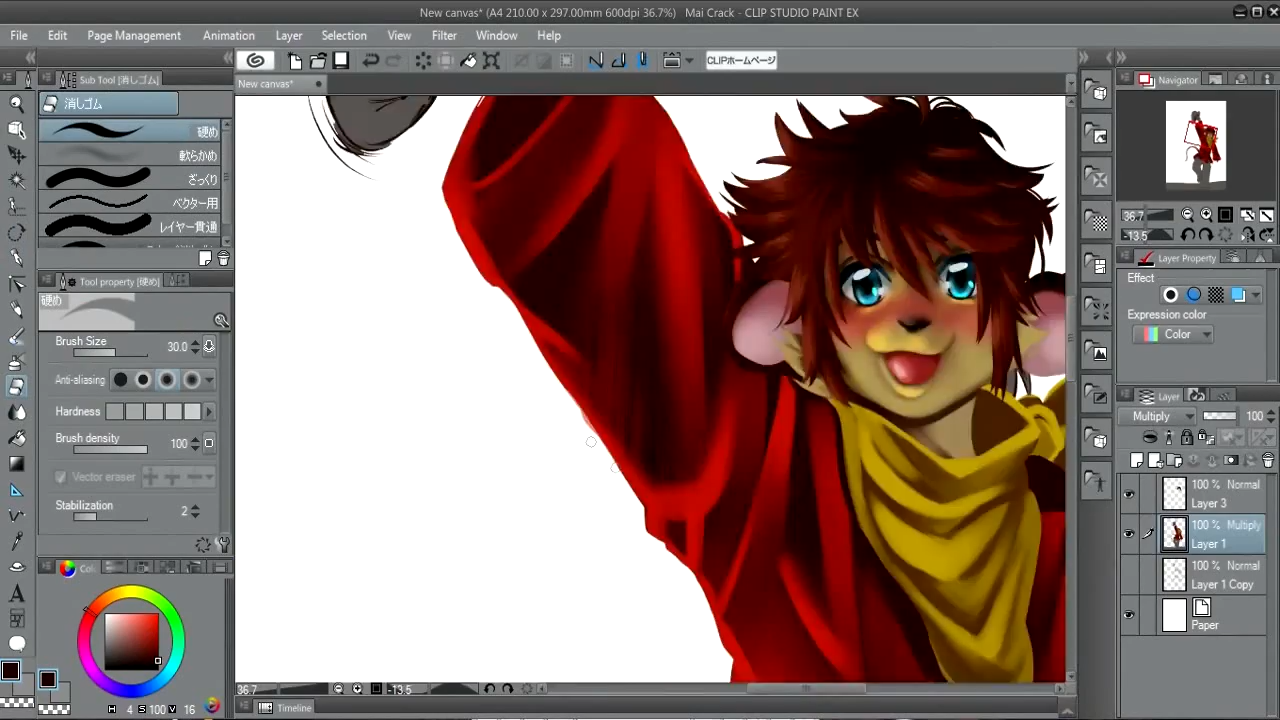 New canvas* (A4 210.00 x 297.00mm 600dpi 36.7%) Mai Crack - CLIP STUDIO PAINT EX
File Edit Page Management Animation Layer Selection View Filter Window Help
CLIPホームページ
Sub Tool [消しゴム]
消しゴム
硬め
軟らかめ
ざっくり
ベクター用
レイヤー貫通
Tool property [硬め]
硬め
Brush Size 30.0
Anti-aliasing
Hardness
Brush density 100
Vector eraser
Stabilization 2
H 4 S 100 V 16
New canvas*
36.7 -13.5
Timeline
Navigator
36.7
-13.5
Layer Property
Effect
Expression color
Color
Layer
Multiply 100
100 % Normal
Layer 3
100 % Multiply
Layer 1
100 % Normal
Layer 1 Copy
Paper